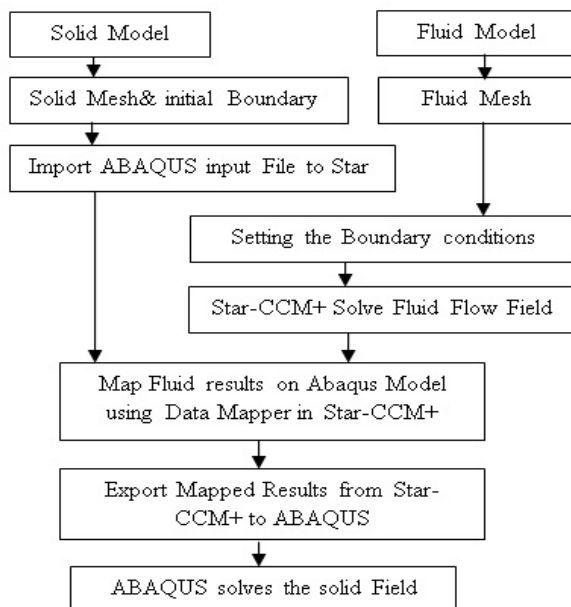 Solid Model
Fluid Model
Solid Mesh& initial Boundary
Fluid Mesh
Import ABAQUS input File to Star
Setting the Boundary conditions
Star-CCM+ Solve Fluid Flow Field
Map Fluid results on Abaqus Model
using Data Mapper in Star-CCM+
Export Mapped Results from Star-
CCM+ to ABAQUS
ABAQUS solves the solid Field